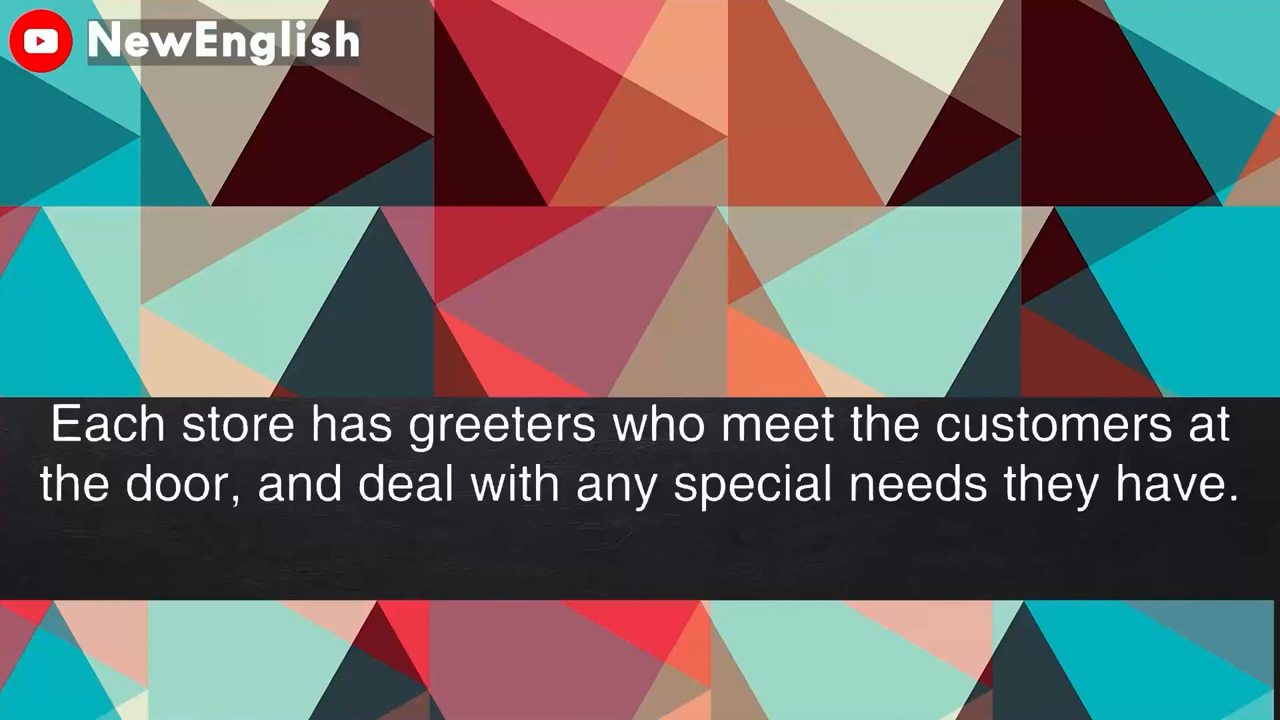 NewEnglish
Each store has greeters who meet the customers at
the door, and deal with any special needs they have.